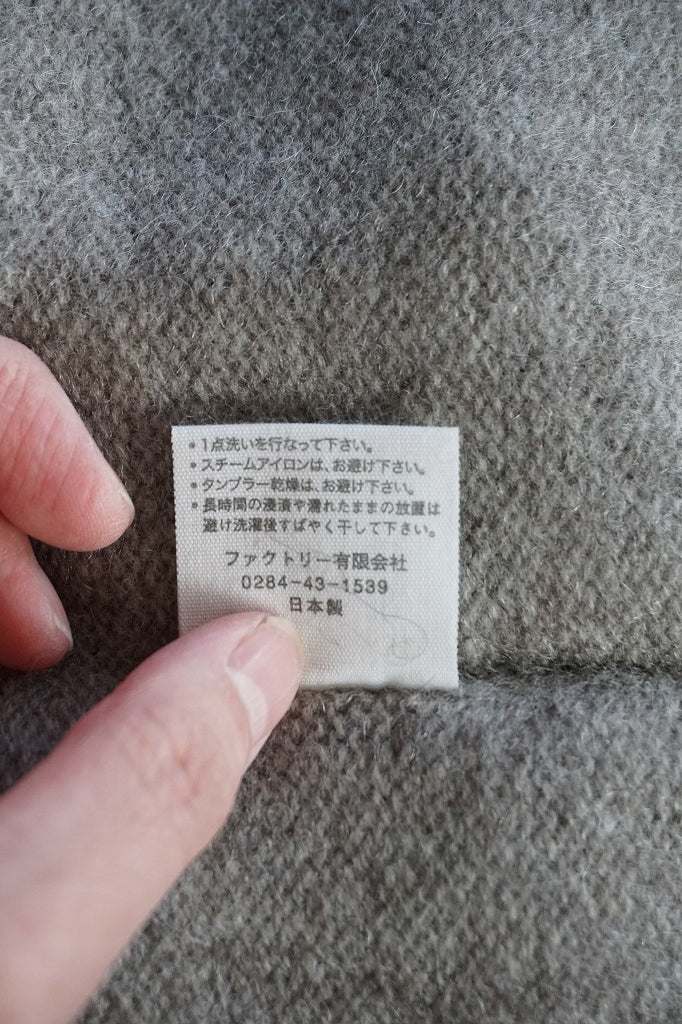 •1点洗いを行なって下さい。
•スチームアイロンは、お避け下さい。
•タンブラー乾燥は、お避け下さい。
•長時間の浸漬や濡れたままの放置は
避け洗濯後すばやく干して下さい。
ファクトリー有限会社
0284-43-1539
日本製